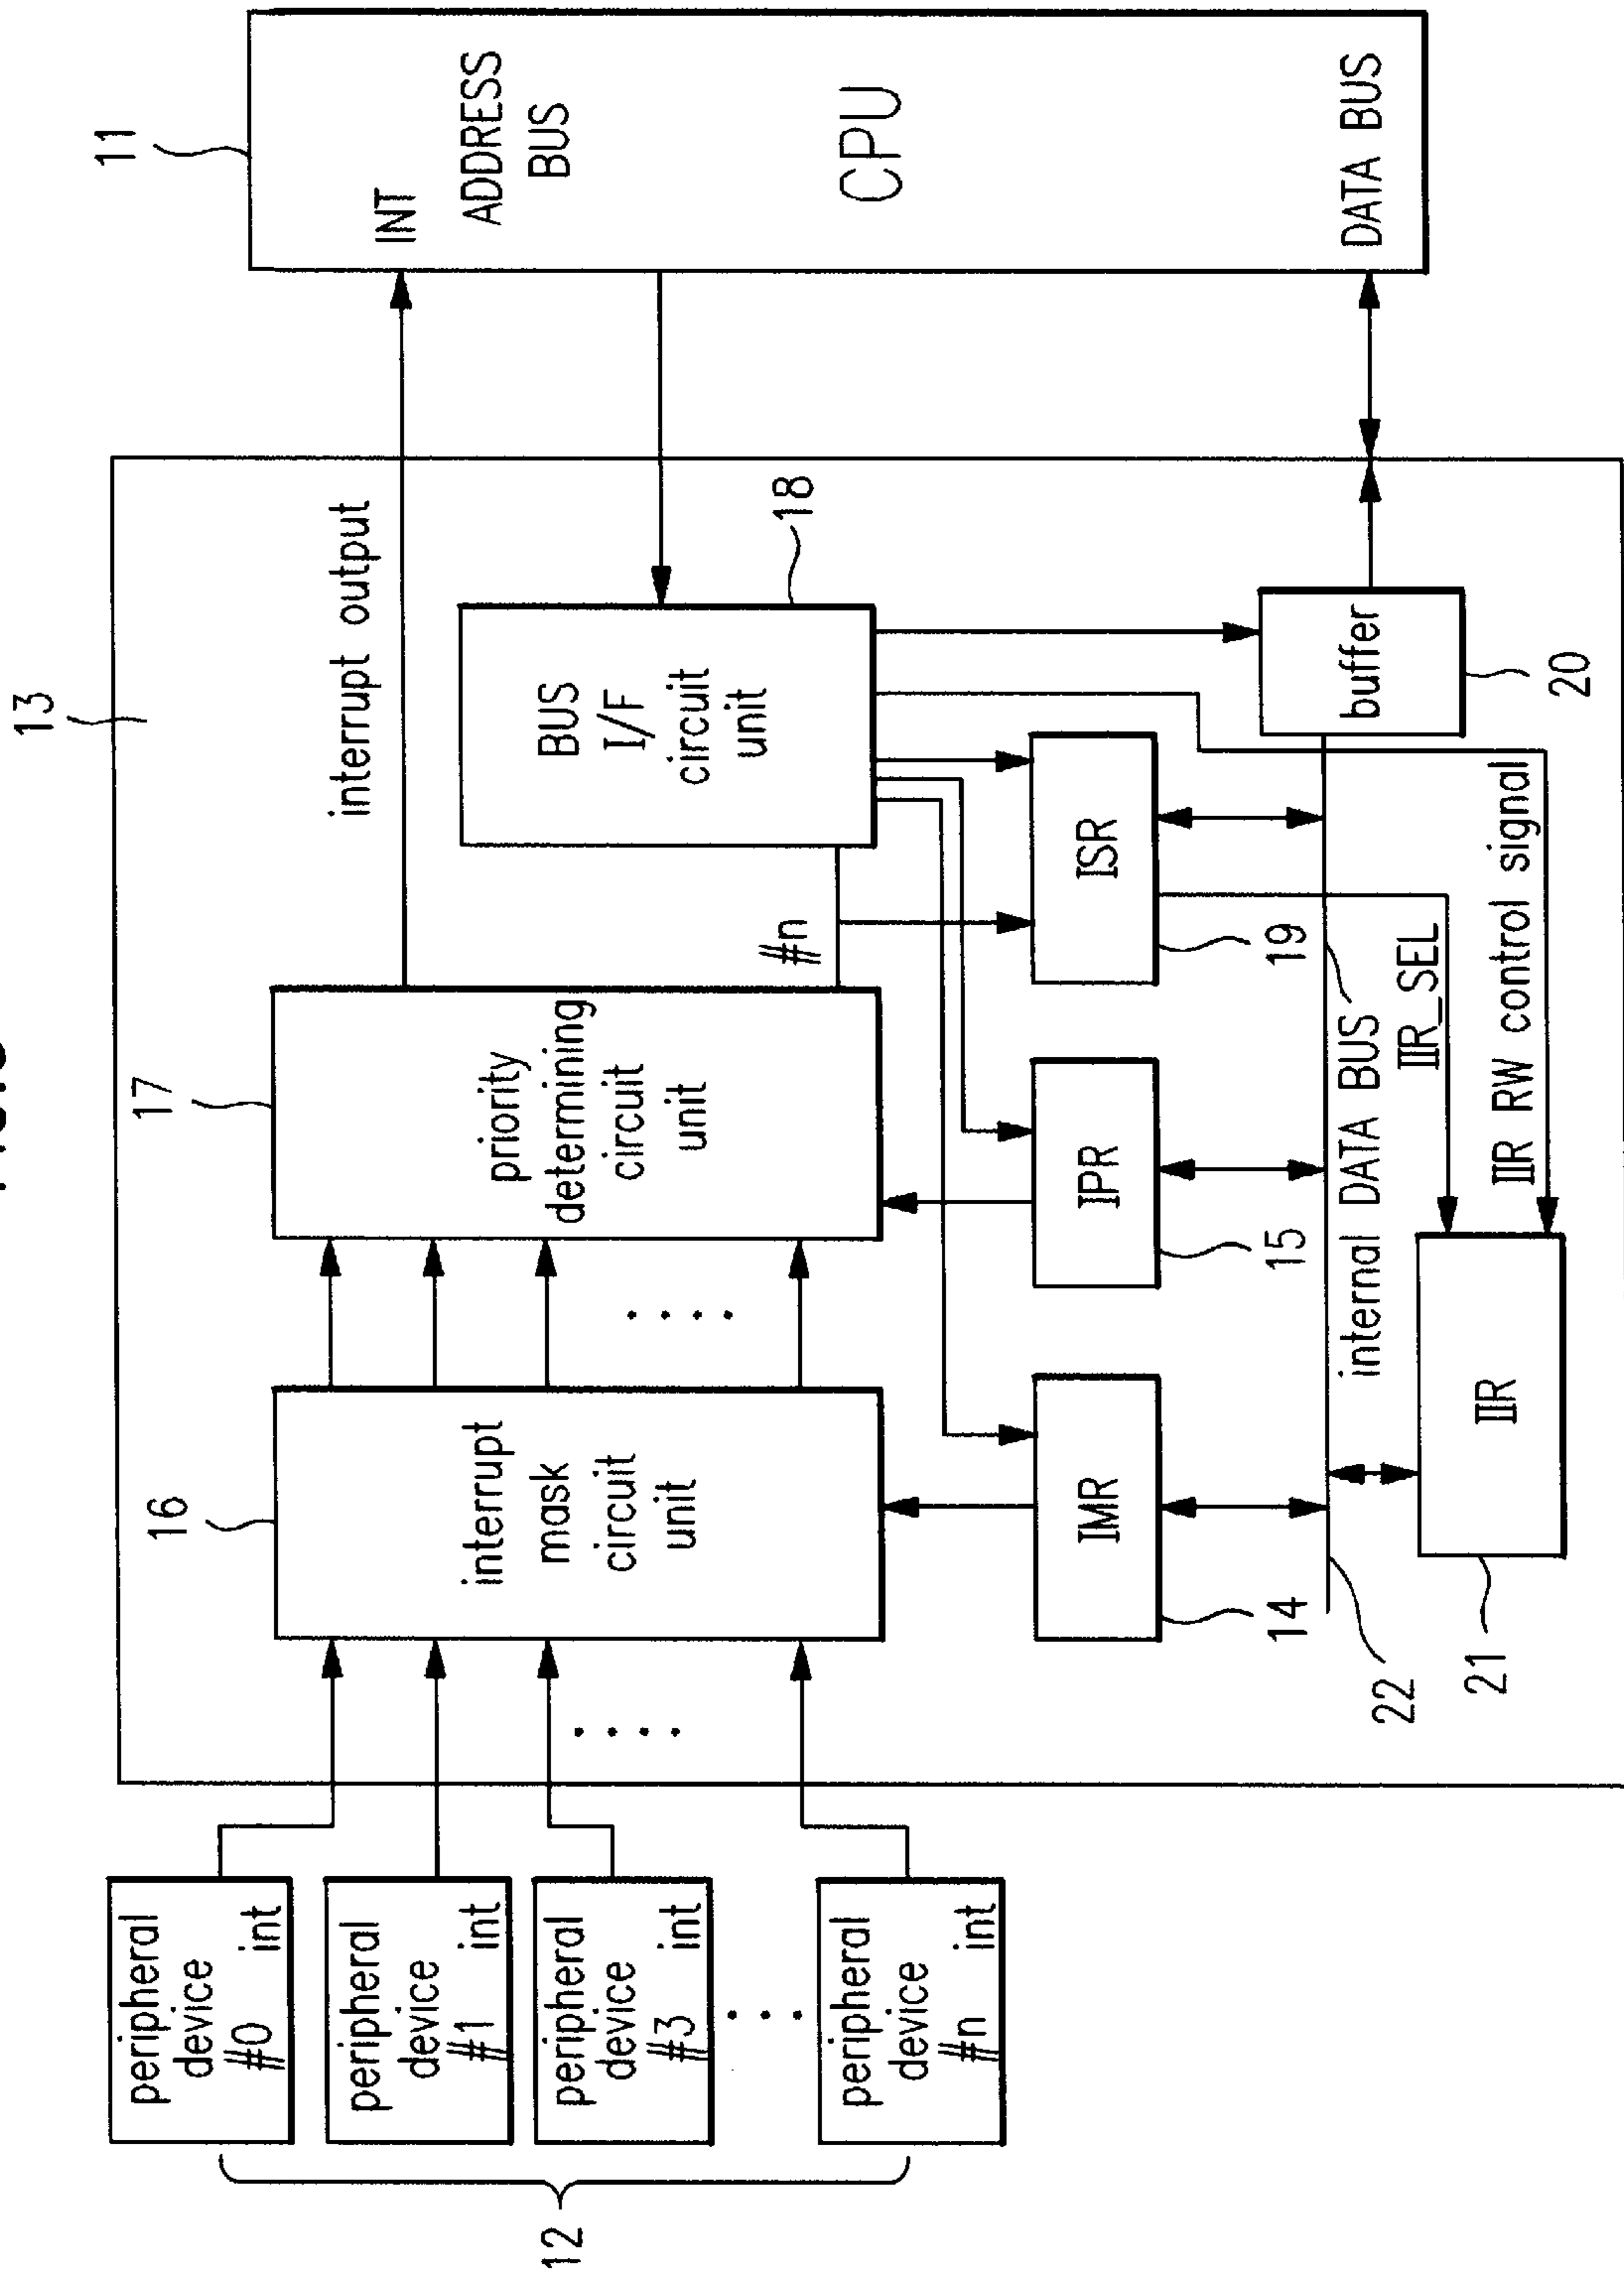 13
11
17
16
interrupt output
INT
ADDRESS
BUS
CPU
DATA BUS
peripheral
device
#0 int
peripheral
device
#1 int
peripheral
device
#3 int
peripheral
device
#n int
12
interrupt
mask
circuit
unit
priority
determining
circuit
unit
#n
BUS
I/F
circuit
unit
18
IMR
14
IPR
15
ISR
19
buffer
20
internal DATA BUS
22
IIR_SEL
IIR RW control signal
IIR
21